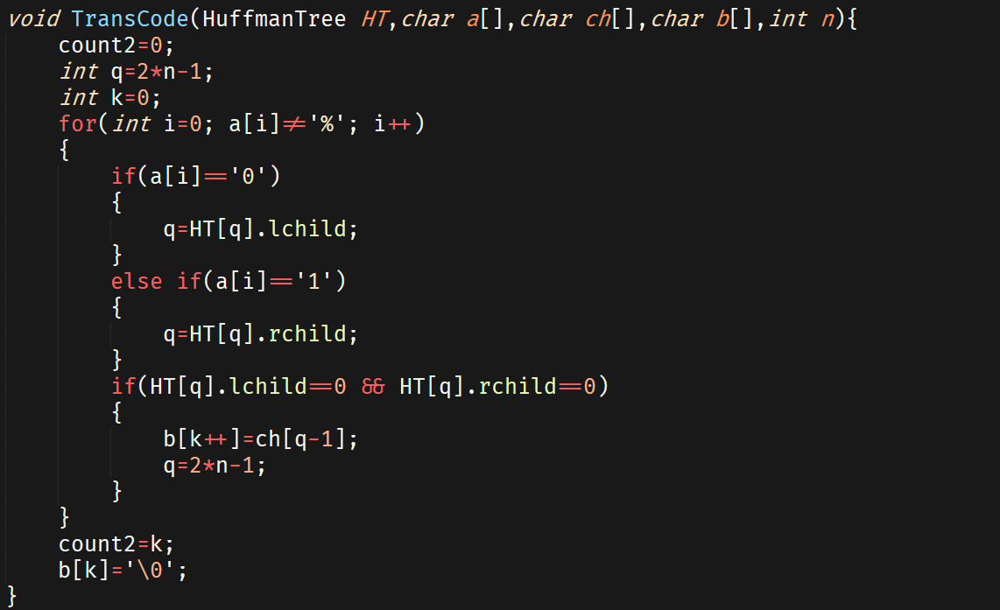 void TransCode(HuffmanTree HT,char a[],char ch[],char b[],int n){
    count2=0;
    int q=2*n-1;
    int k=0;
    for(int i=0; a[i]!='%'; i++)
    {
        if(a[i]=='0')
        {
            q=HT[q].lchild;
        }
        else if(a[i]=='1')
        {
            q=HT[q].rchild;
        }
        if(HT[q].lchild==0 && HT[q].rchild==0)
        {
            b[k++]=ch[q-1];
            q=2*n-1;
        }
    }
    count2=k;
    b[k]='\0';
}